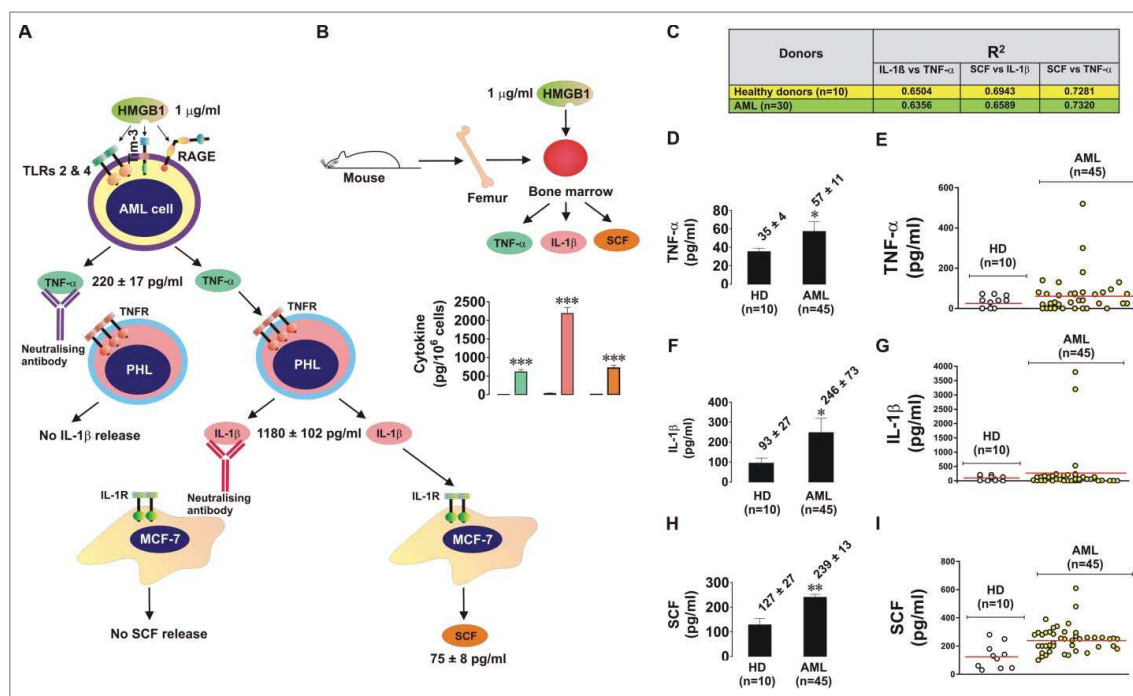 A
HMGB1
1 μg/ml
Tim-3
RAGE
TLRs 2 & 4
AML cell
TNF-α
220 ± 17 pg/ml
TNF-α
TNFR
Neutralising
antibody
PHL
TNFR
PHL
No IL-1β release
IL-1β
1180 ± 102 pg/ml
IL-1β
IL-1R
Neutralising
antibody
IL-1R
MCF-7
MCF-7
No SCF release
SCF
75 ± 8 pg/ml
B
1 μg/ml
HMGB1
Mouse
Femur
Bone marrow
TNF-α
IL-1β
SCF
Cytokine
(pg/10⁶ cells)
2500
2000
1500
1000
500
0
***
***
***
C
Donors
R²
IL-1ß vs TNF-α
SCF vs IL-1β
SCF vs TNF-α
Healthy donors (n=10)
0.6504
0.6943
0.7281
AML (n=30)
0.6356
0.6589
0.7320
D
TNF-α
(pg/ml)
80
60
40
20
0
35 ± 4
57 ± 11
*
HD
(n=10)
AML
(n=45)
E
TNF-α
(pg/ml)
600
400
200
0
HD
(n=10)
AML
(n=45)
F
IL-1β
(pg/ml)
400
300
200
100
0
93 ± 27
246 ± 73
*
HD
(n=10)
AML
(n=45)
G
IL-1β
(pg/ml)
4000
3500
3000
2500
2000
1500
1000
500
0
HD
(n=10)
AML
(n=45)
H
SCF
(pg/ml)
300
200
100
0
127 ± 27
239 ± 13
**
HD
(n=10)
AML
(n=45)
I
SCF
(pg/ml)
800
600
400
200
0
HD
(n=10)
AML
(n=45)